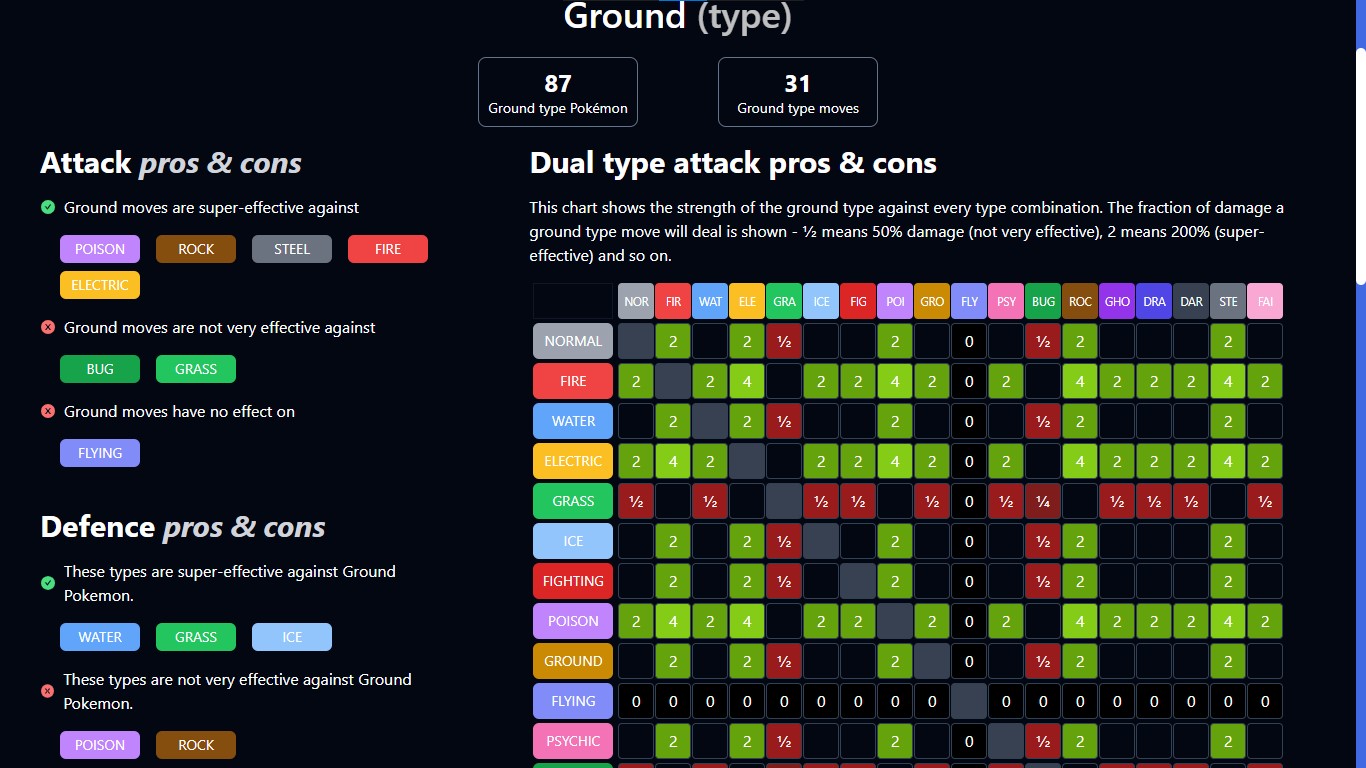 Ground (type)
87
Ground type Pokémon
31
Ground type moves
Attack pros & cons
Ground moves are super-effective against
POISON ROCK STEEL FIRE
ELECTRIC
Ground moves are not very effective against
BUG GRASS
Ground moves have no effect on
FLYING
Defence pros & cons
These types are super-effective against Ground
Pokemon.
WATER GRASS ICE
These types are not very effective against Ground
Pokemon.
POISON ROCK
Dual type attack pros & cons
This chart shows the strength of the ground type against every type combination. The fraction of damage a
ground type move will deal is shown - ½ means 50% damage (not very effective), 2 means 200% (super-
effective) and so on.
NOR FIR WAT ELE GRA ICE FIG POI GRO FLY PSY BUG ROC GHO DRA DAR STE FAI
NORMAL 2 2 ½ 2 0 ½ 2 2
FIRE 2 2 4 2 2 4 2 0 2 4 2 2 2 4 2
WATER 2 2 ½ 2 0 ½ 2 2
ELECTRIC 2 4 2 2 2 4 2 0 2 4 2 2 2 4 2
GRASS ½ ½ ½ ½ ½ 0 ½ ¼ ½ ½ ½ ½
ICE 2 2 ½ 2 0 ½ 2 2
FIGHTING 2 2 ½ 2 0 ½ 2 2
POISON 2 4 2 4 2 2 2 0 2 4 2 2 2 4 2
GROUND 2 2 ½ 2 0 ½ 2 2
FLYING 0 0 0 0 0 0 0 0 0 0 0 0 0 0 0 0 0
PSYCHIC 2 2 ½ 2 0 ½ 2 2